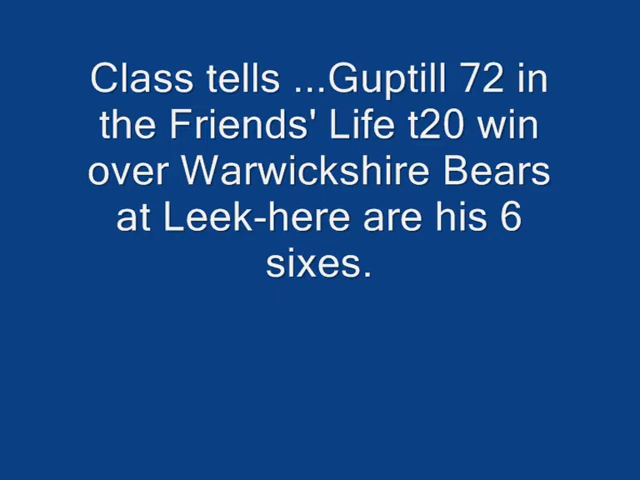 Class tells ...Guptill 72 in
the Friends' Life t20 win
over Warwickshire Bears
at Leek-here are his 6
sixes.